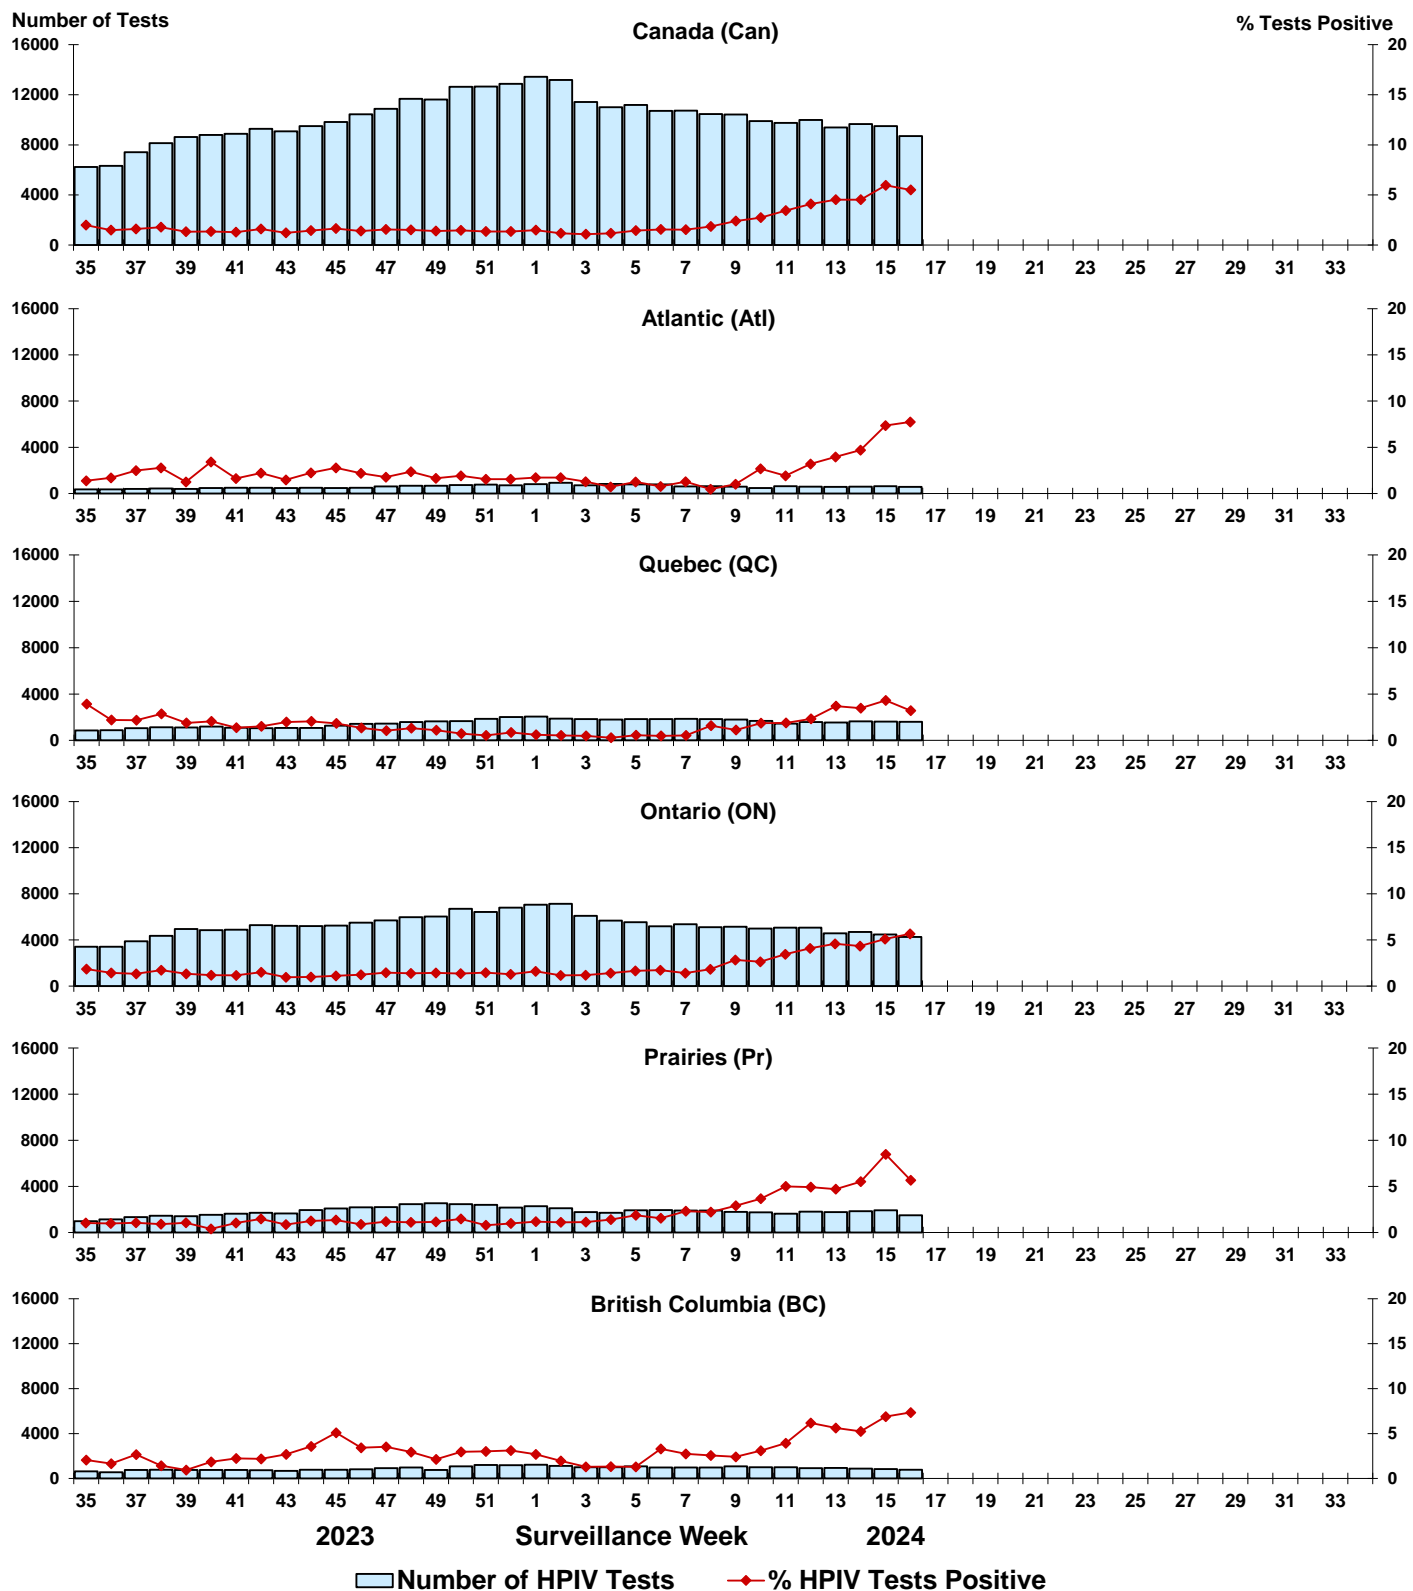 Number of Tests
% Tests Positive
Canada (Can)
16000 12000 8000 4000 0
20 15 10 5 0
35 37 39 41 43 45 47 49 51 1 3 5 7 9 11 13 15 17 19 21 23 25 27 29 31 33
Atlantic (Atl)
16000 12000 8000 4000 0
20 15 10 5 0
35 37 39 41 43 45 47 49 51 1 3 5 7 9 11 13 15 17 19 21 23 25 27 29 31 33
Quebec (QC)
16000 12000 8000 4000 0
20 15 10 5 0
35 37 39 41 43 45 47 49 51 1 3 5 7 9 11 13 15 17 19 21 23 25 27 29 31 33
Ontario (ON)
16000 12000 8000 4000 0
20 15 10 5 0
35 37 39 41 43 45 47 49 51 1 3 5 7 9 11 13 15 17 19 21 23 25 27 29 31 33
Prairies (Pr)
16000 12000 8000 4000 0
20 15 10 5 0
35 37 39 41 43 45 47 49 51 1 3 5 7 9 11 13 15 17 19 21 23 25 27 29 31 33
British Columbia (BC)
16000 12000 8000 4000 0
20 15 10 5 0
35 37 39 41 43 45 47 49 51 1 3 5 7 9 11 13 15 17 19 21 23 25 27 29 31 33
2023 Surveillance Week 2024
Number of HPIV Tests % HPIV Tests Positive